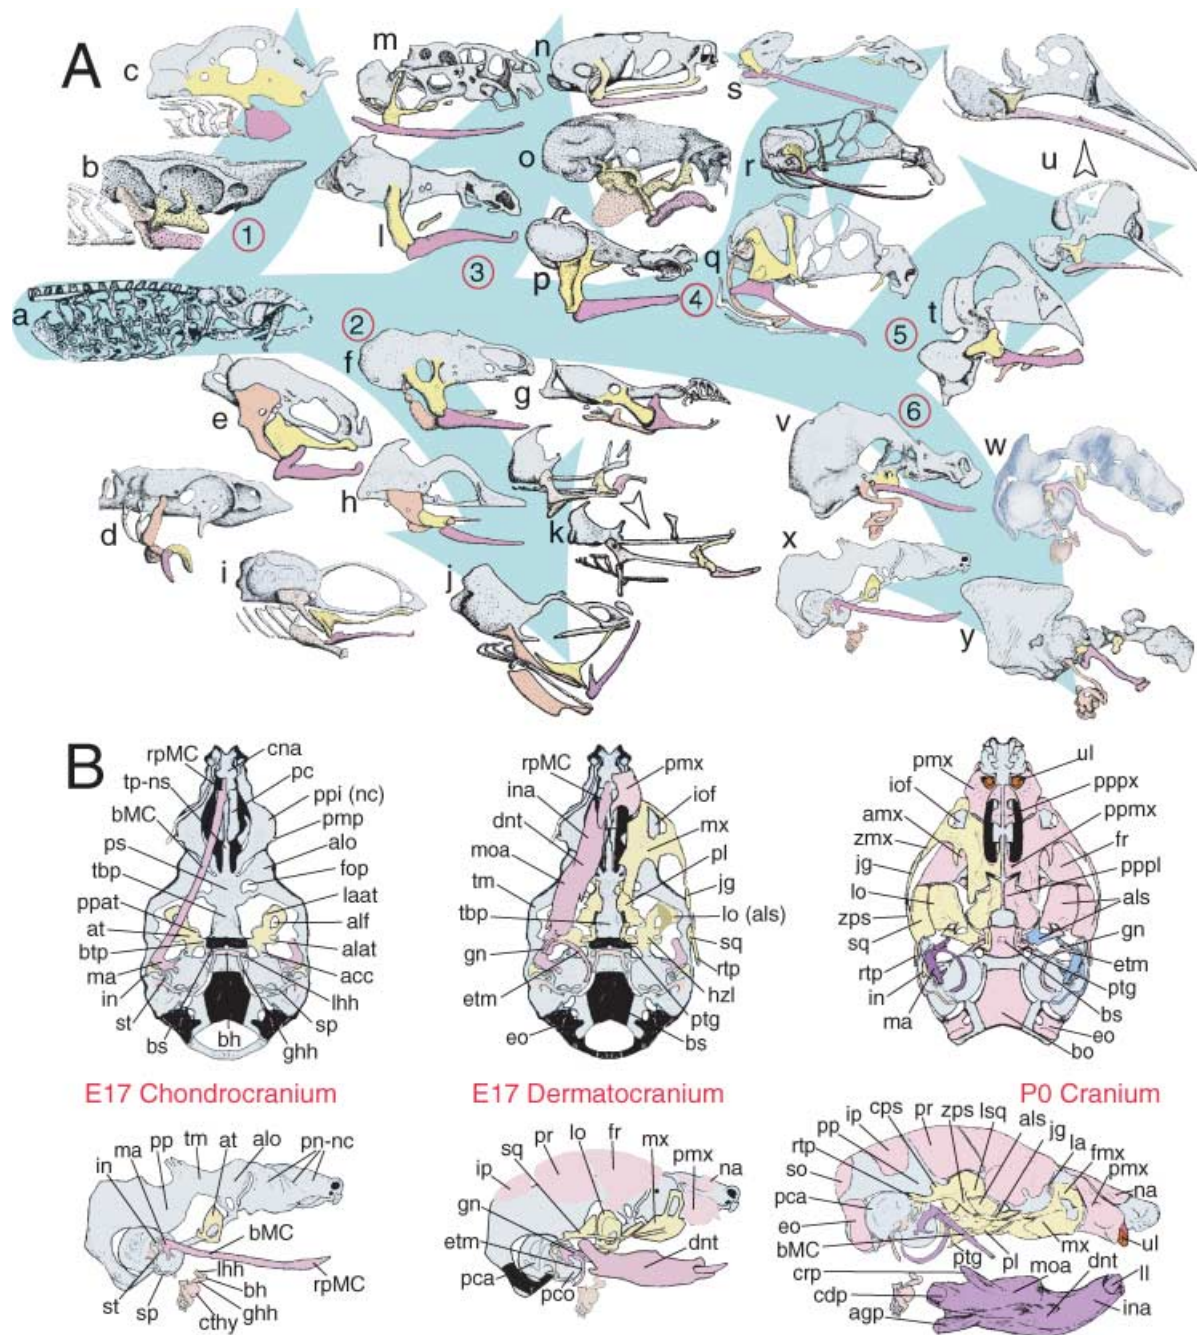 A
c
m
n
s
b
o
r
u
1
l
3
p
q
4
t
5
a
2
f
g
6
e
v
w
d
h
k
x
i
j
y
B
rpMC
cna
tp-ns
pc
bMC
ppi (nc)
pmp
ps
alo
tbp
fop
ppat
laat
at
alf
btp
alat
ma
acc
in
lhh
st
sp
bs
bh
ghh
rpMC
pmx
ina
iof
dnt
mx
moa
pl
tm
jg
tbp
lo (als)
gn
sq
rtp
etm
hzl
ptg
eo
bs
pmx
ul
iof
pppx
amx
ppmx
zmx
fr
jg
pppl
lo
als
zps
gn
sq
etm
rtp
ptg
in
bs
ma
eo
bo
E17 Chondrocranium
E17 Dermatocranium
P0 Cranium
in
ma
pp
tm
at
alo
pn-nc
bMC
lhh
rpMC
st
sp
bh
ghh
cthy
ip
sq
pr
lo
fr
mx
pmx
na
gn
etm
pca
pco
dnt
rtp
pp
ip
cps
pr
zps
lsq
als
jg
la
fmx
pmx
so
na
pca
eo
bMC
ul
ptg
pl
mx
crp
moa
dnt
ll
cdp
ina
agp